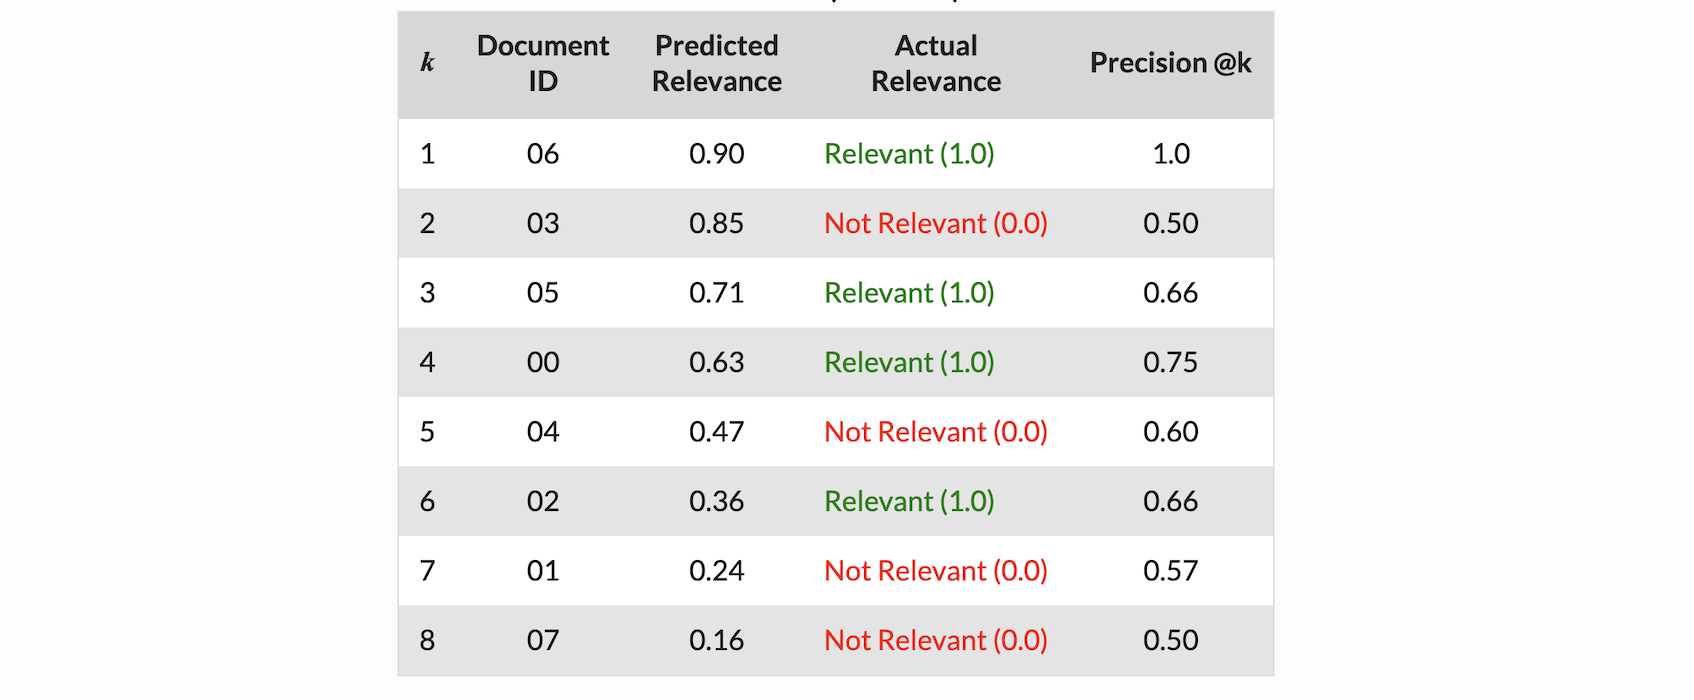 k Document ID Predicted Relevance Actual Relevance Precision @k
1 06 0.90 Relevant (1.0) 1.0
2 03 0.85 Not Relevant (0.0) 0.50
3 05 0.71 Relevant (1.0) 0.66
4 00 0.63 Relevant (1.0) 0.75
5 04 0.47 Not Relevant (0.0) 0.60
6 02 0.36 Relevant (1.0) 0.66
7 01 0.24 Not Relevant (0.0) 0.57
8 07 0.16 Not Relevant (0.0) 0.50